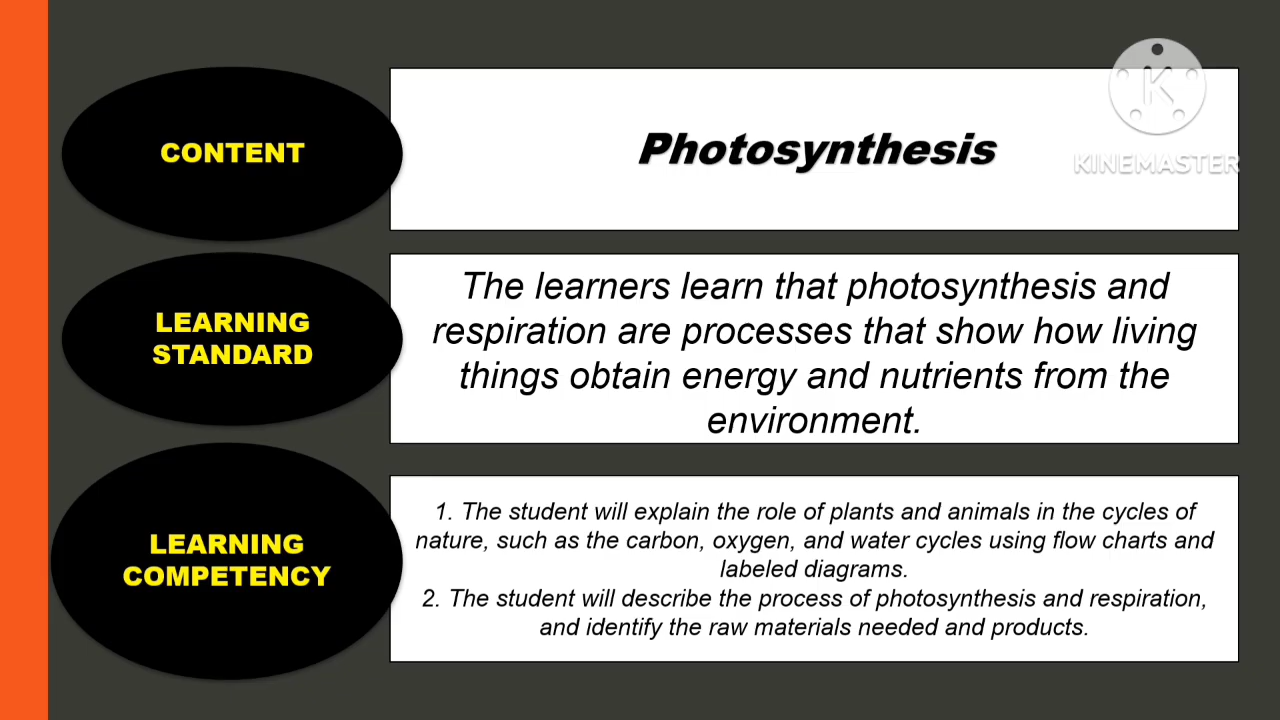 CONTENT
Photosynthesis
K
KINEMASTER
LEARNING
STANDARD
The learners learn that photosynthesis and
respiration are processes that show how living
things obtain energy and nutrients from the
environment.
LEARNING
COMPETENCY
1. The student will explain the role of plants and animals in the cycles of
nature, such as the carbon, oxygen, and water cycles using flow charts and
labeled diagrams.
2. The student will describe the process of photosynthesis and respiration,
and identify the raw materials needed and products.